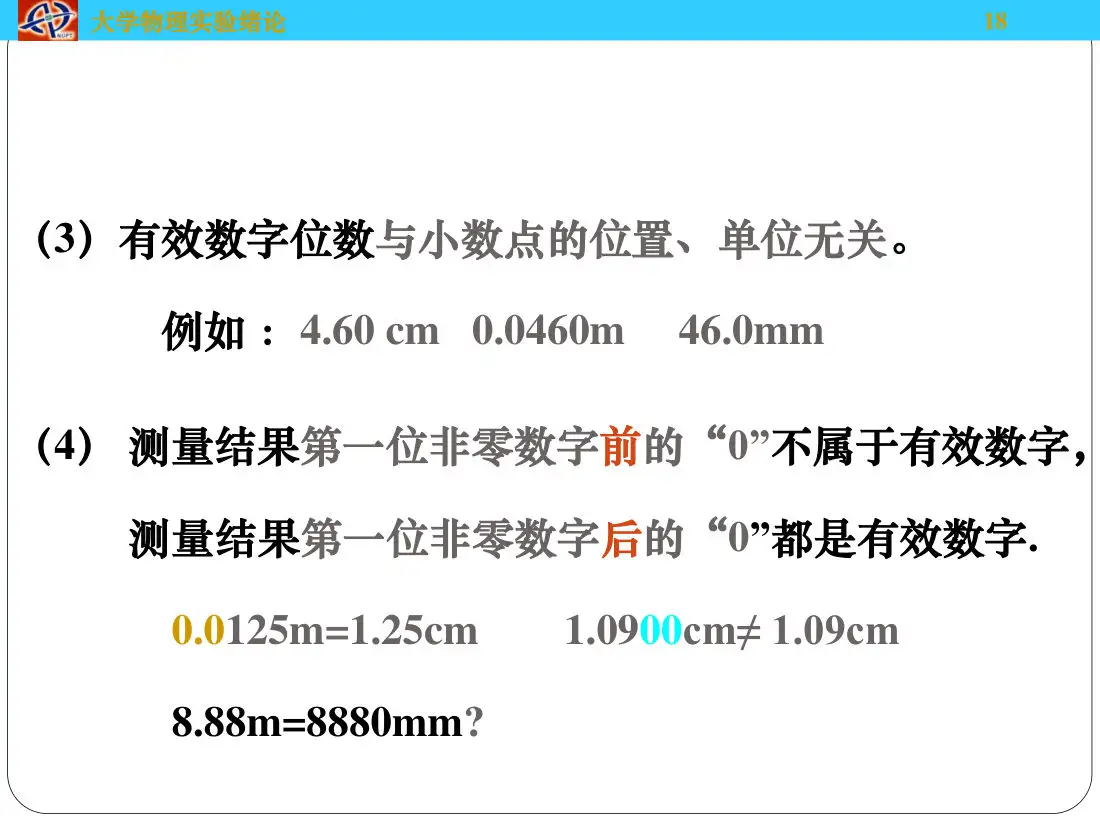 大学物理实验绪论 18
(3) 有效数字位数与小数点的位置、单位无关。
例如：4.60 cm 0.0460m 46.0mm
(4) 测量结果第一位非零数字前的“0”不属于有效数字，
测量结果第一位非零数字后的“0”都是有效数字.
0.0125m=1.25cm 1.0900cm≠ 1.09cm
8.88m=8880mm?